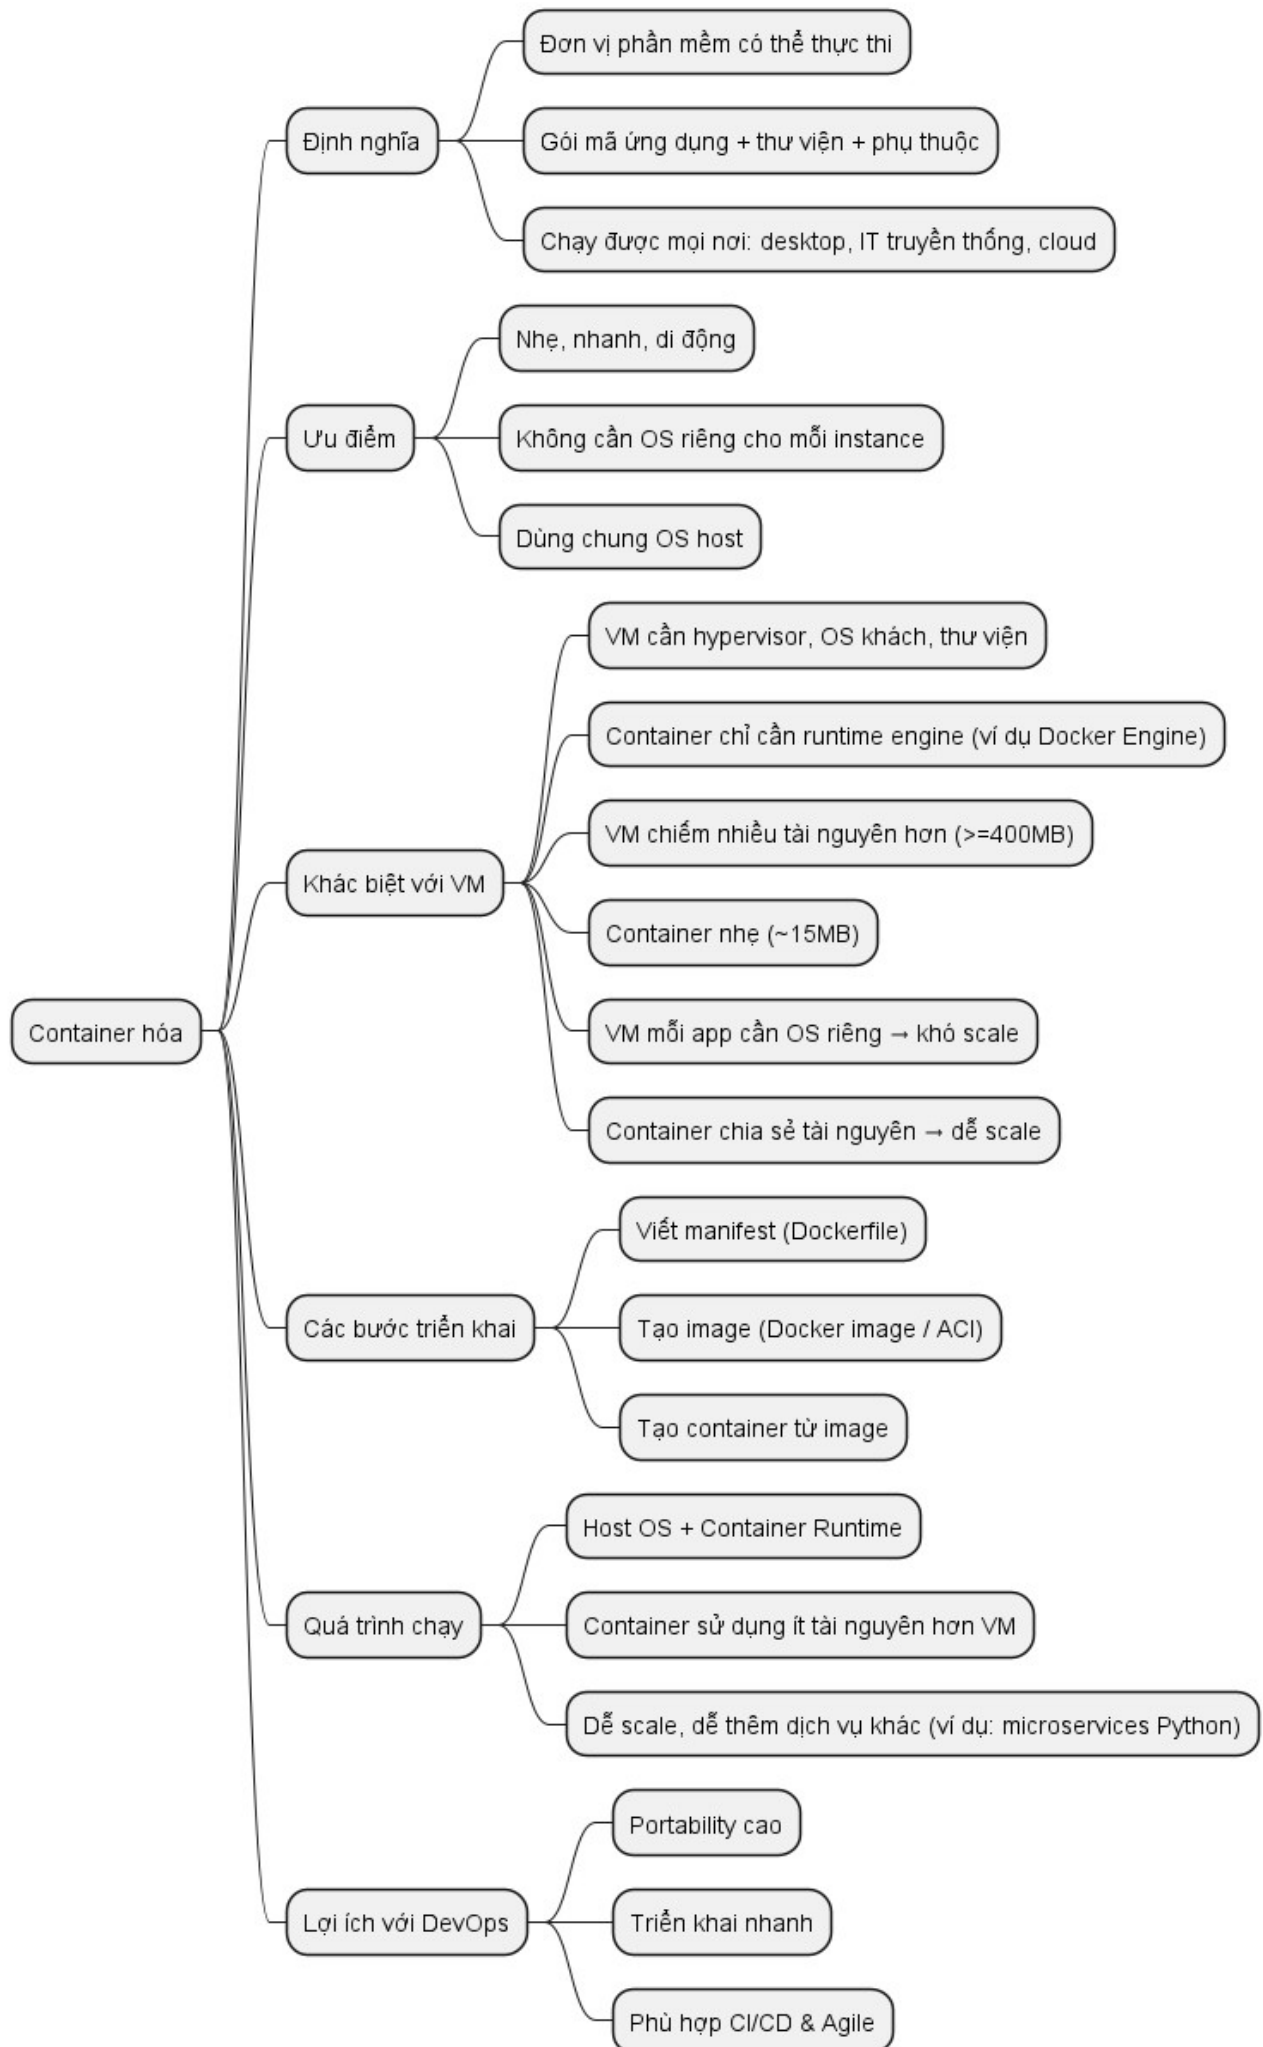 Container hóa
Định nghĩa
Đơn vị phần mềm có thể thực thi
Gói mã ứng dụng + thư viện + phụ thuộc
Chạy được mọi nơi: desktop, IT truyền thống, cloud
Ưu điểm
Nhẹ, nhanh, di động
Không cần OS riêng cho mỗi instance
Dùng chung OS host
Khác biệt với VM
VM cần hypervisor, OS khách, thư viện
Container chỉ cần runtime engine (ví dụ Docker Engine)
VM chiếm nhiều tài nguyên hơn (>=400MB)
Container nhẹ (~15MB)
VM mỗi app cần OS riêng → khó scale
Container chia sẻ tài nguyên → dễ scale
Các bước triển khai
Viết manifest (Dockerfile)
Tạo image (Docker image / ACI)
Tạo container từ image
Quá trình chạy
Host OS + Container Runtime
Container sử dụng ít tài nguyên hơn VM
Dễ scale, dễ thêm dịch vụ khác (ví dụ: microservices Python)
Lợi ích với DevOps
Portability cao
Triển khai nhanh
Phù hợp CI/CD & Agile